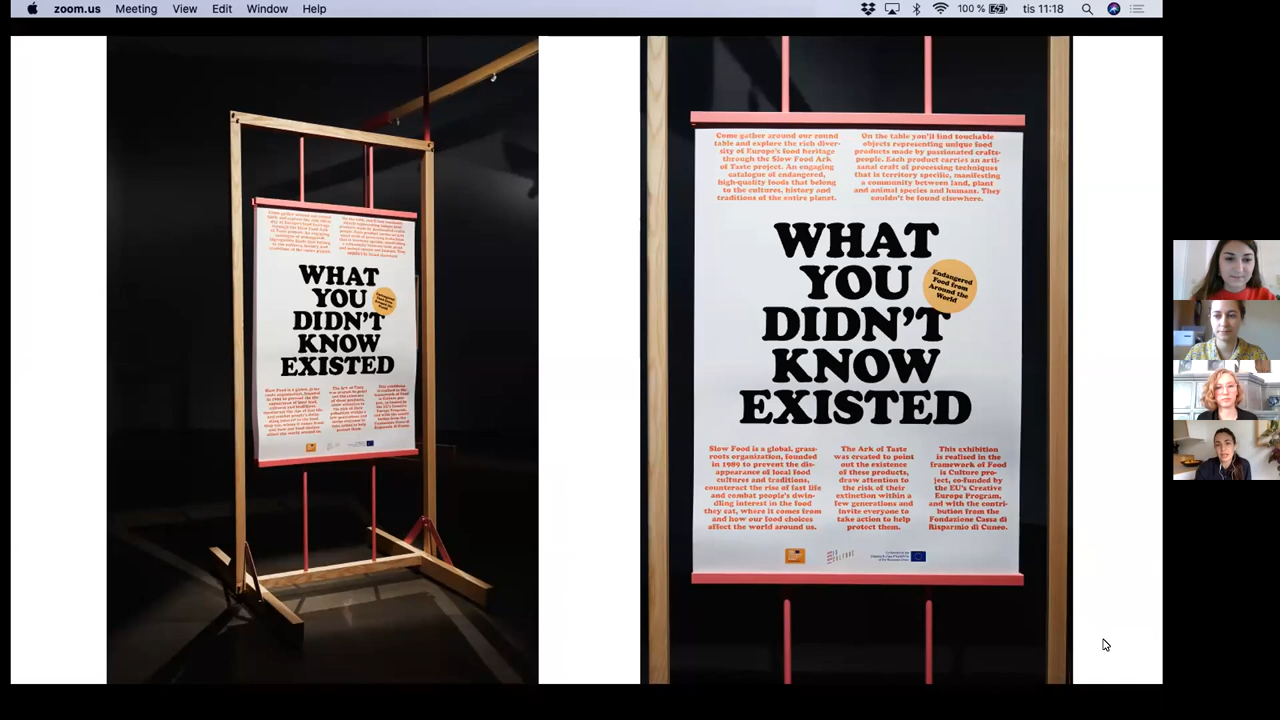 zoom.us Meeting View Edit Window Help 100 % tis 11:18
WHAT
YOU
DIDN'T
KNOW
EXISTED
Come gather around our round
table and explore the rich diver-
sity of Europe's food heritage
through the Slow Food Ark
of Taste project. An engaging
catalogue of endangered,
high-quality foods that belong
to the cultures, history and
traditions of the entire planet.
On the table you'll find touchable
objects representing unique food
products made by passionated crafts-
people. Each product carries an arti-
sanal craft of processing techniques
that is territory specific, manifesting
a community between land, plant
and animal species and humans. They
couldn't be found elsewhere.
WHAT
YOU
DIDN'T
KNOW
EXISTED
Endangered
Food from
Around the
World
Slow Food is a global, grass-
roots organization, founded
in 1989 to prevent the dis-
appearance of local food
cultures and traditions,
counteract the rise of fast life
and combat people's dwin-
dling interest in the food
they eat, where it comes from
and how our food choices
affect the world around us.
The Ark of Taste
was created to point
out the existence
of these products,
draw attention to
the risk of their
extinction within a
few generations and
invite everyone to
take action to help
protect them.
This exhibition
is realised in the
framework of Food
is Culture pro-
ject, co-funded by
the EU's Creative
Europe Program,
and with the contri-
bution from the
Fondazione Cassa di
Risparmio di Cuneo.